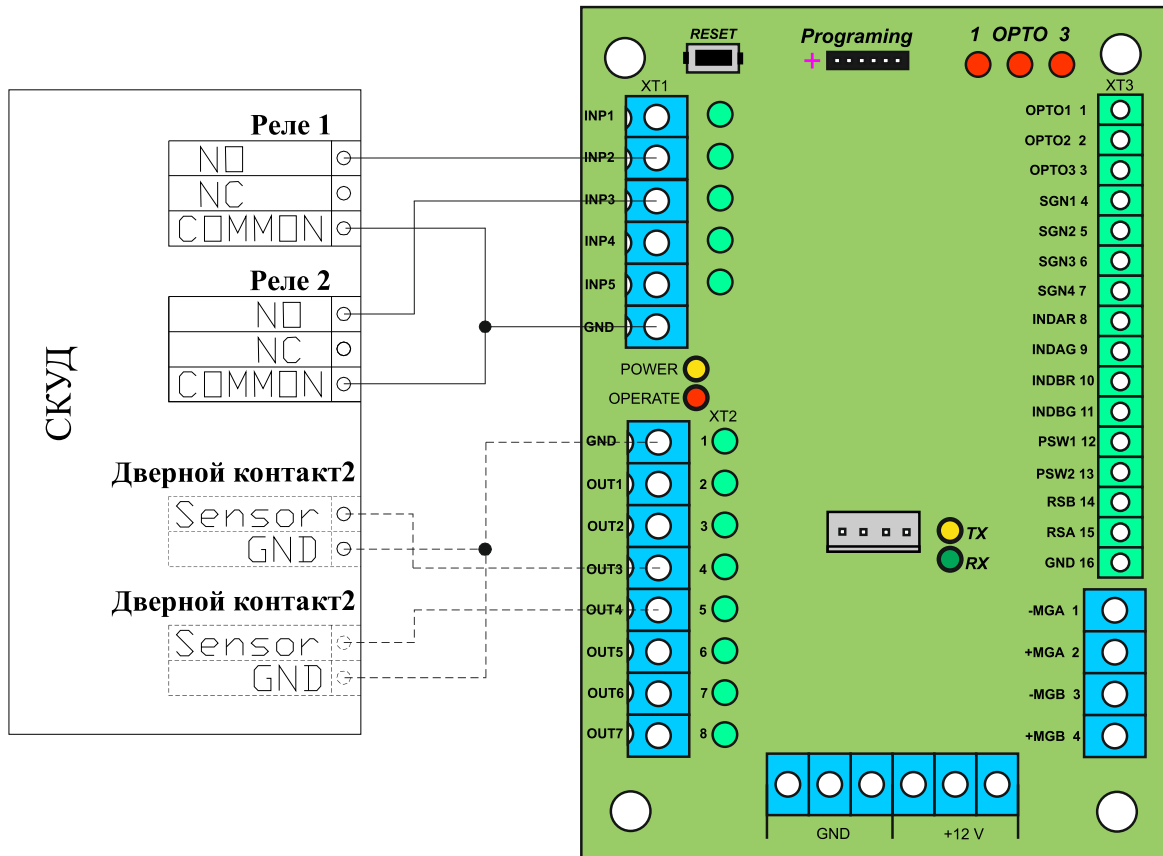 СКУД
Реле 1
NO
NC
COMMON
Реле 2
NO
NC
COMMON
Дверной контакт2
Sensor
GND
Дверной контакт2
Sensor
GND
RESET
Programing
+
1 OPTO 3
XT1
INP1
INP2
INP3
INP4
INP5
GND
POWER
OPERATE
XT2
GND 1
OUT1 2
OUT2 3
OUT3 4
OUT4 5
OUT5 6
OUT6 7
OUT7 8
TX
RX
XT3
OPTO1 1
OPTO2 2
OPTO3 3
SGN1 4
SGN2 5
SGN3 6
SGN4 7
INDAR 8
INDAG 9
INDBR 10
INDBG 11
PSW1 12
PSW2 13
RSB 14
RSA 15
GND 16
-MGA 1
+MGA 2
-MGB 3
+MGB 4
GND
+12 V